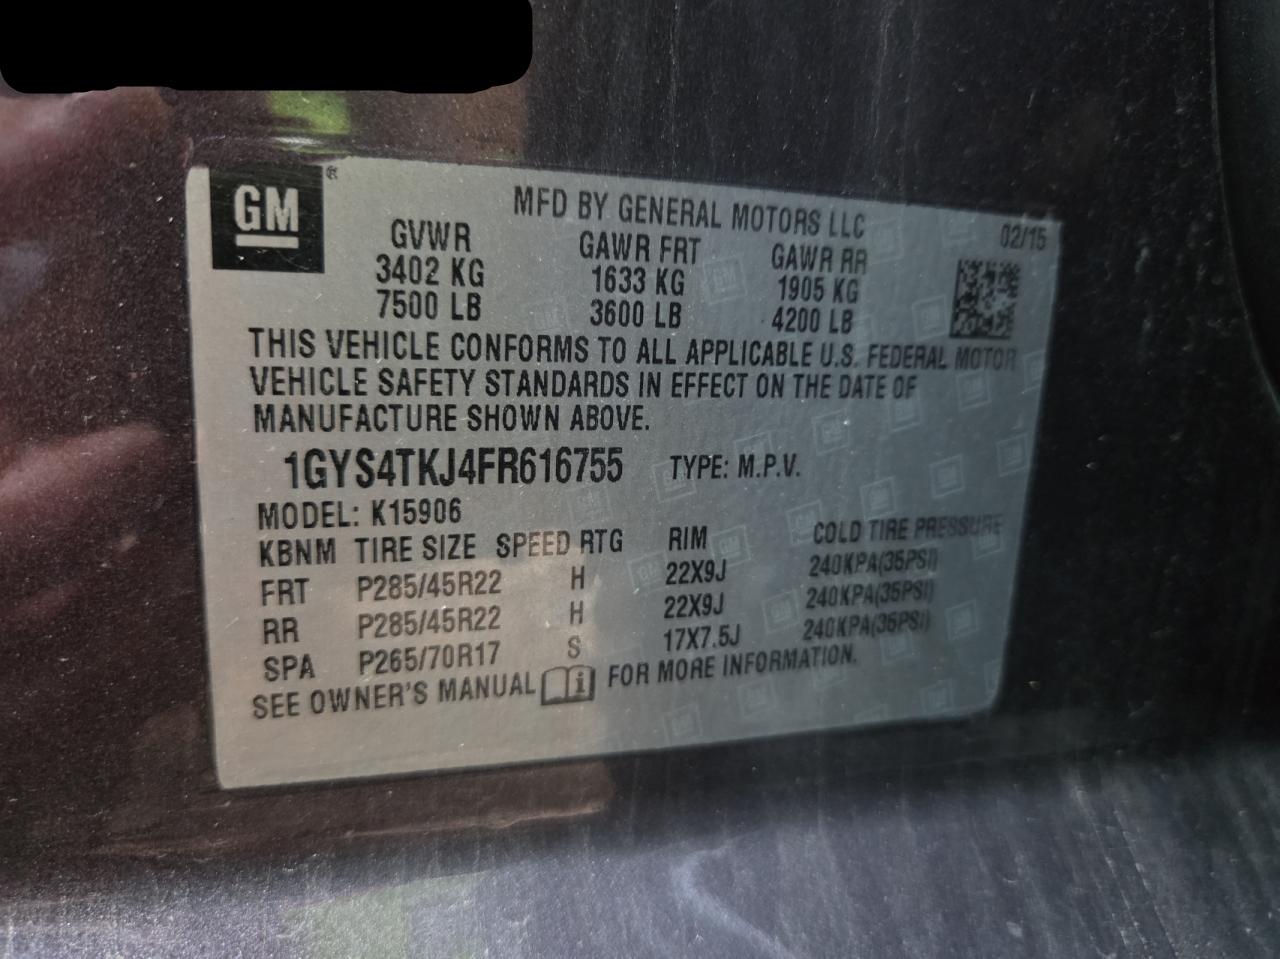 GM®
MFD BY GENERAL MOTORS LLC
02/15
GVWR GAWR FRT GAWR RR
3402 KG 1633 KG 1905 KG
7500 LB 3600 LB 4200 LB
THIS VEHICLE CONFORMS TO ALL APPLICABLE U.S. FEDERAL MOTOR
VEHICLE SAFETY STANDARDS IN EFFECT ON THE DATE OF
MANUFACTURE SHOWN ABOVE.
1GYS4TKJ4FR616755 TYPE: M.P.V.
MODEL: K15906
KBNM TIRE SIZE SPEED RTG RIM COLD TIRE PRESSURE
FRT P285/45R22 H 22X9J 240KPA(35PSI)
RR P285/45R22 H 22X9J 240KPA(35PSI)
SPA P265/70R17 S 17X7.5J 240KPA(35PSI)
SEE OWNER'S MANUAL FOR MORE INFORMATION.